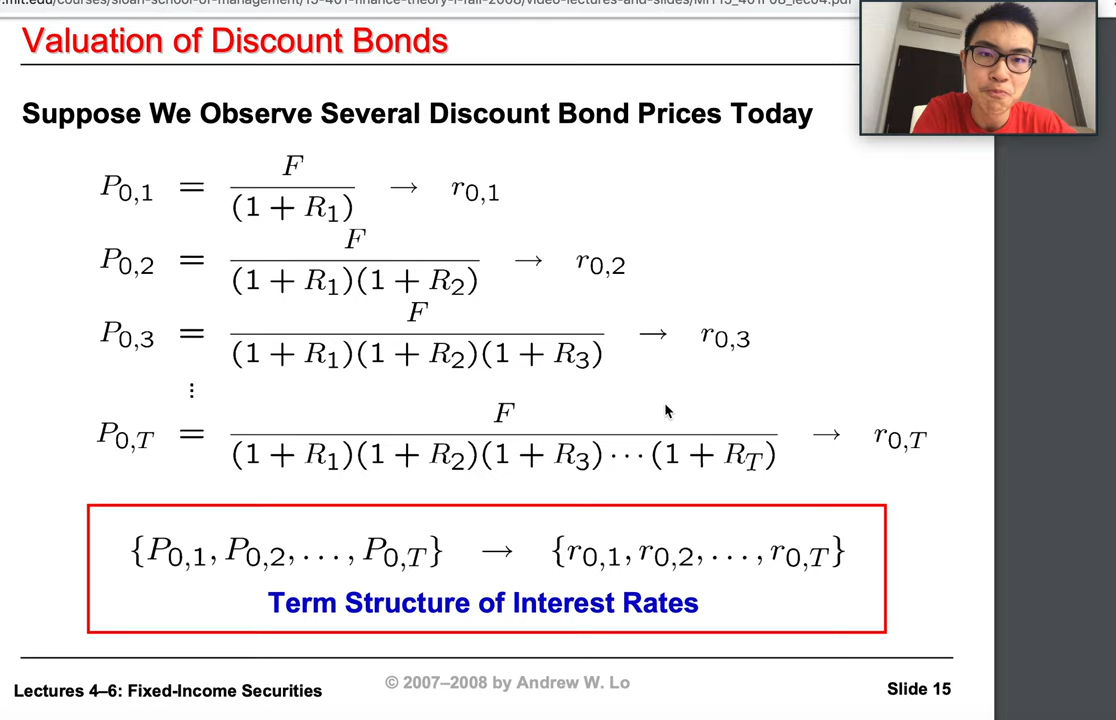 .mit.edu/courses/sloan-school-of-management/15-401-finance-theory-i-fall-2008/video-lectures-and-slides/MIT15_401F08_lec04.pdf
Valuation of Discount Bonds
Suppose We Observe Several Discount Bond Prices Today
P0,1 = F / (1 + R1) → r0,1
P0,2 = F / (1 + R1)(1 + R2) → r0,2
P0,3 = F / (1 + R1)(1 + R2)(1 + R3) → r0,3
⋮
P0,T = F / (1 + R1)(1 + R2)(1 + R3) · · · (1 + RT) → r0,T
{P0,1, P0,2, . . . , P0,T} → {r0,1, r0,2, . . . , r0,T}
Term Structure of Interest Rates
Lectures 4–6: Fixed-Income Securities
© 2007–2008 by Andrew W. Lo
Slide 15